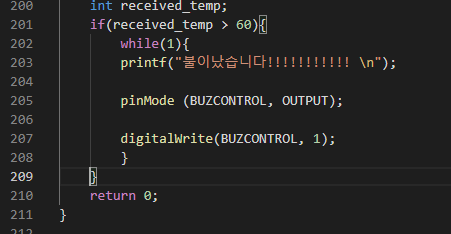 200 int received_temp;
201 if(received_temp > 60){
202 while(1){
203 printf("불이났습니다!!!!!!!!!!! \n");
204
205 pinMode (BUZCONTROL, OUTPUT);
206
207 digitalWrite(BUZCONTROL, 1);
208 }
209 }
210 return 0;
211 }
212